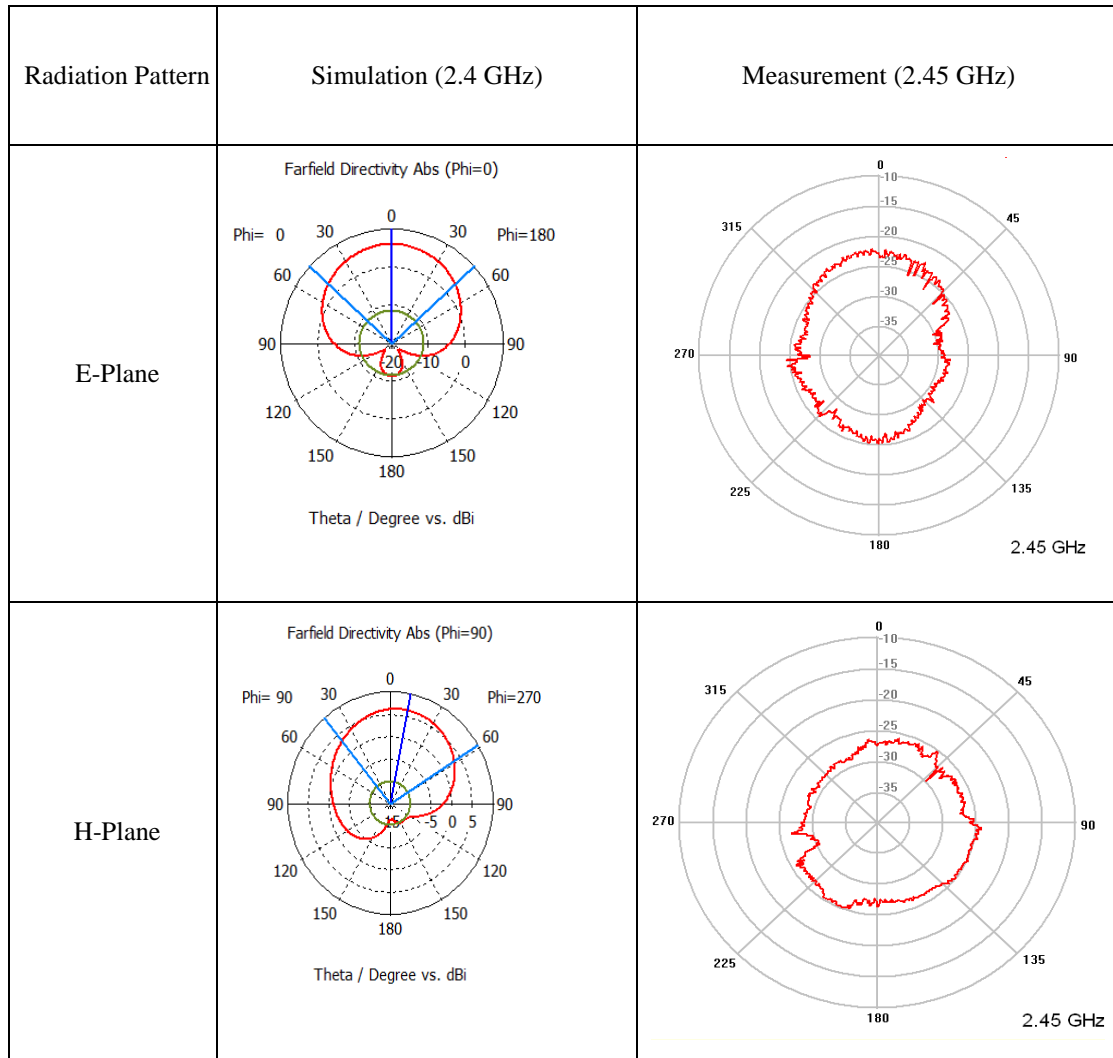 Radiation Pattern
Simulation (2.4 GHz)
Measurement (2.45 GHz)
E-Plane
Farfield Directivity Abs (Phi=0)
0
Phi= 0 30 30 Phi=180
60 60
90 -20 -10 0 90
120 120
150 150
180
Theta / Degree vs. dBi
0
-10
-15
315 45
-20
-25
-30
-35
270 90
225 135
180
2.45 GHz
H-Plane
Farfield Directivity Abs (Phi=90)
0
Phi= 90 30 30 Phi=270
60 60
90 -15 -5 0 5 90
120 120
150 150
180
Theta / Degree vs. dBi
0
-10
-15
315 45
-20
-25
-30
-35
270 90
225 135
180
2.45 GHz